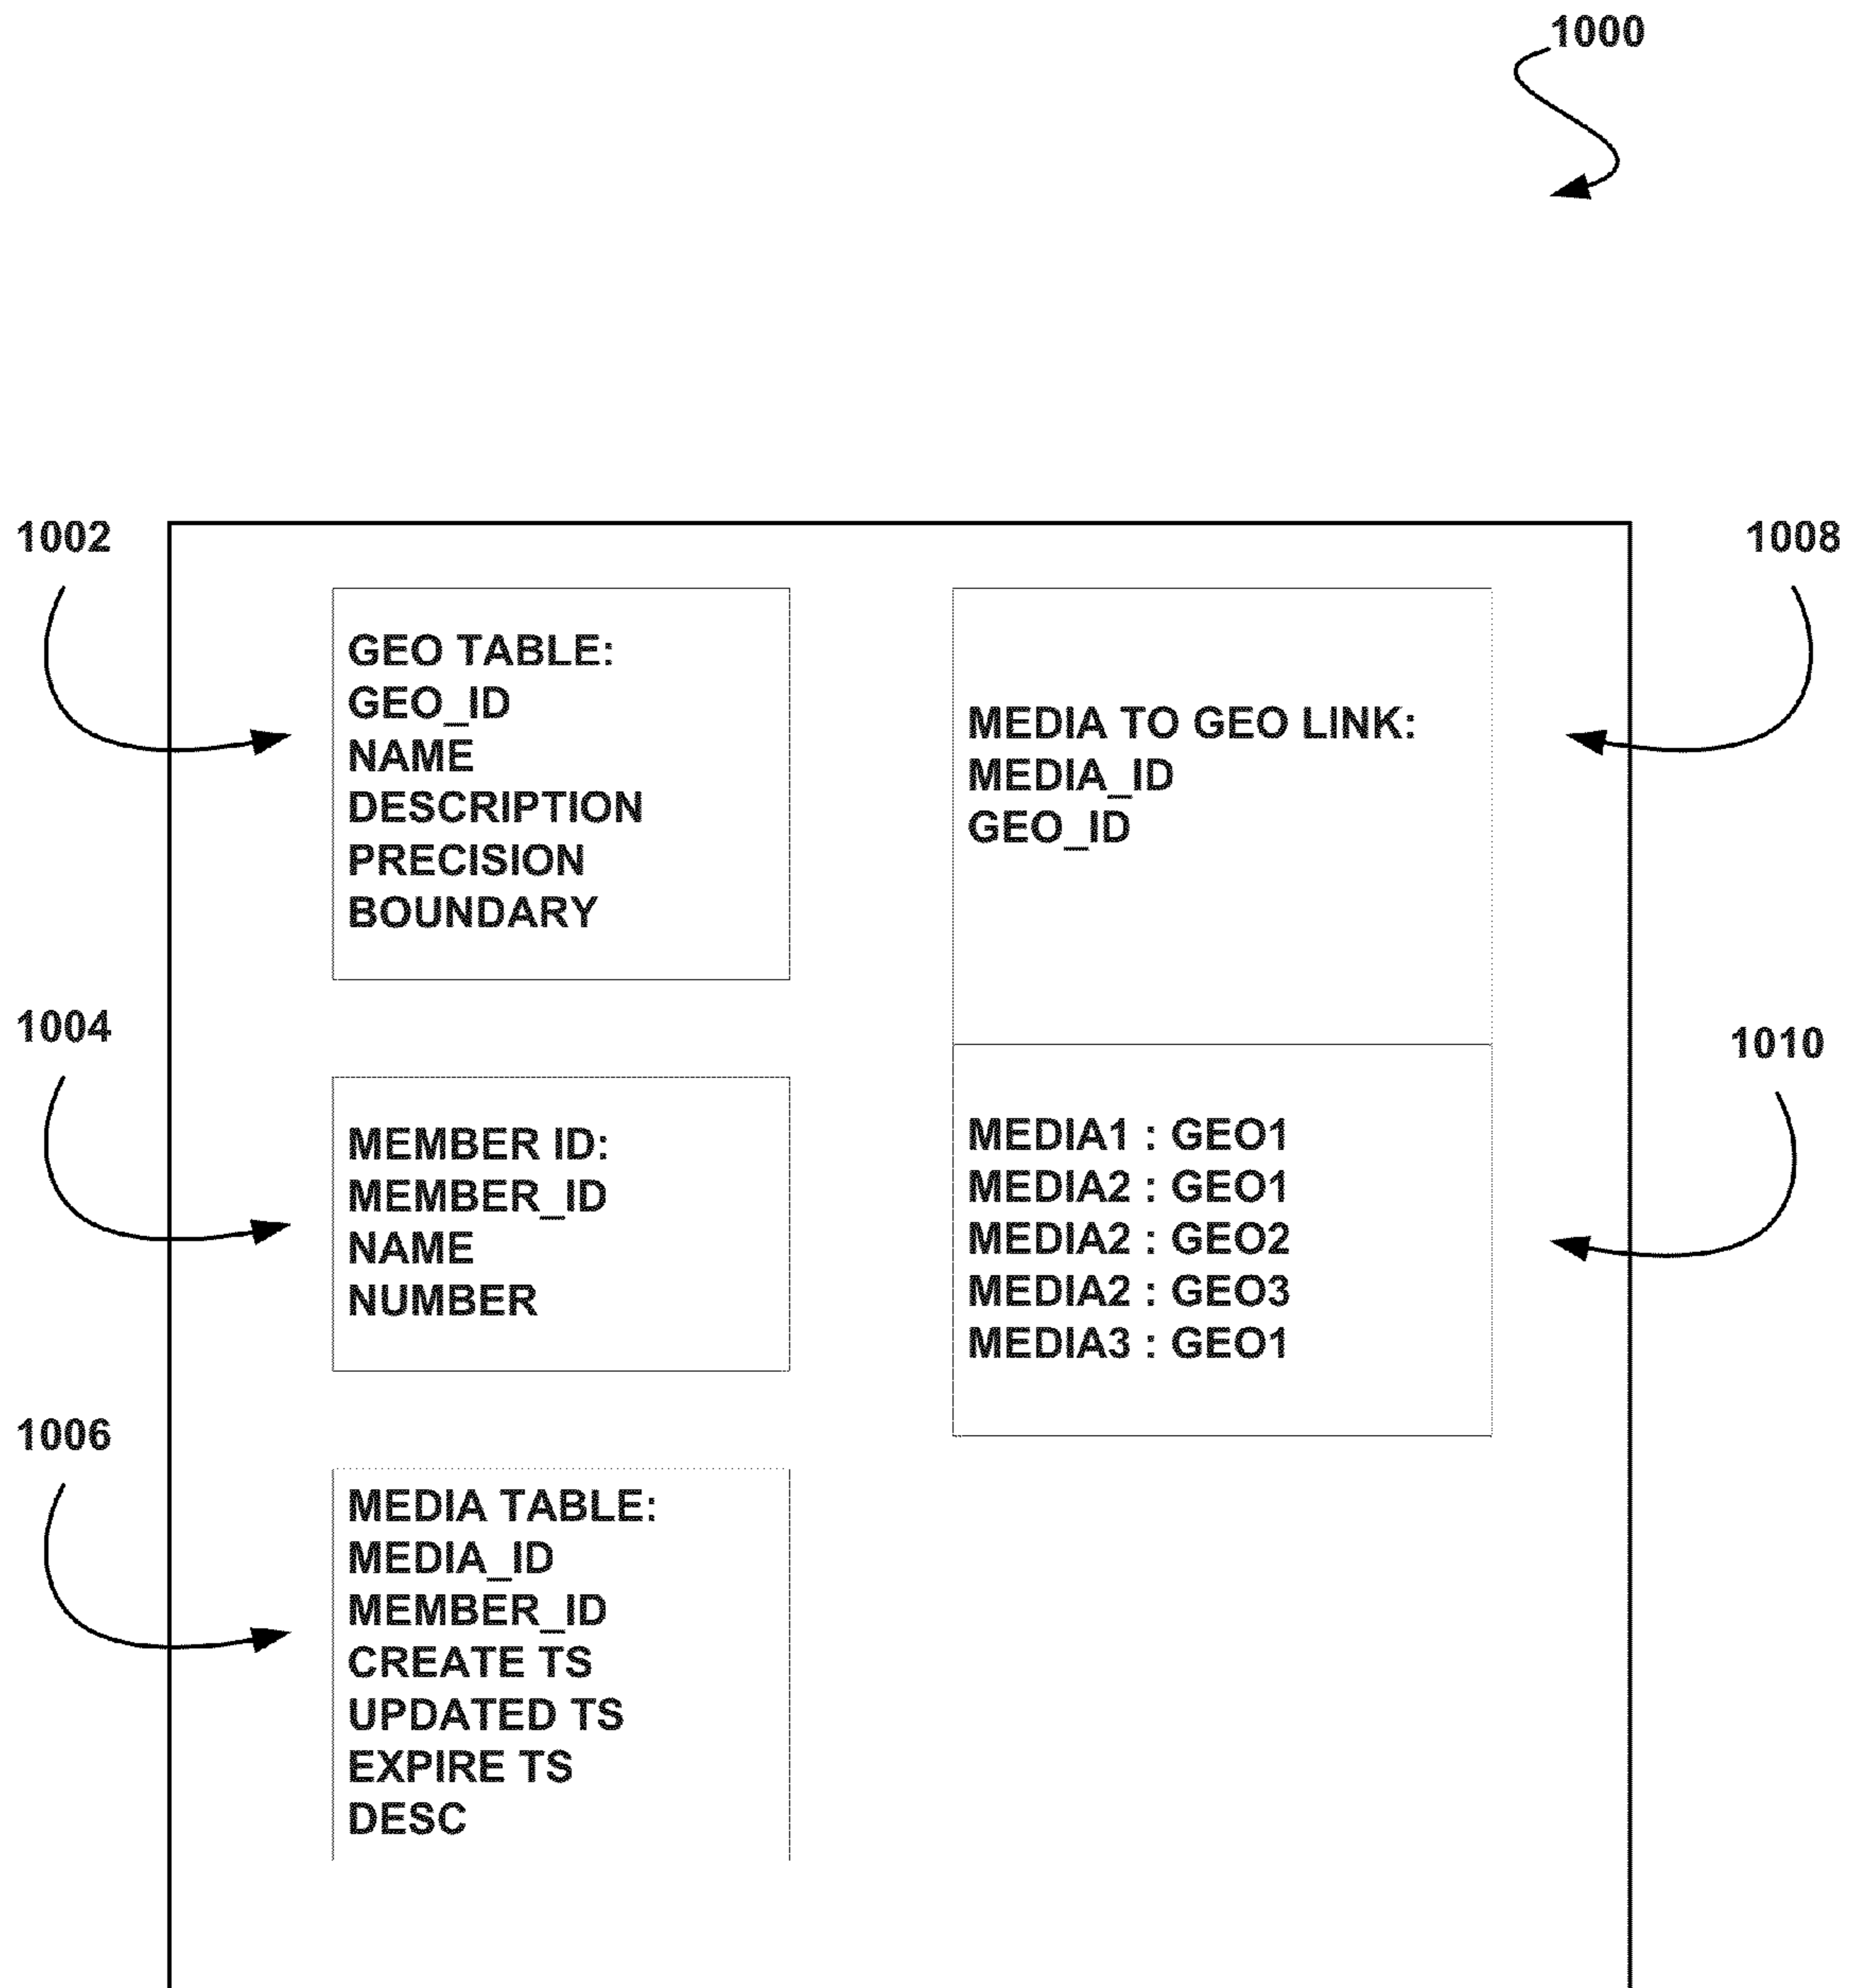 1000
1002
GEO TABLE:
GEO_ID
NAME
DESCRIPTION
PRECISION
BOUNDARY
1004
MEMBER ID:
MEMBER_ID
NAME
NUMBER
1006
MEDIA TABLE:
MEDIA_ID
MEMBER_ID
CREATE TS
UPDATED TS
EXPIRE TS
DESC
1008
MEDIA TO GEO LINK:
MEDIA_ID
GEO_ID
1010
MEDIA1 : GEO1
MEDIA2 : GEO1
MEDIA2 : GEO2
MEDIA2 : GEO3
MEDIA3 : GEO1